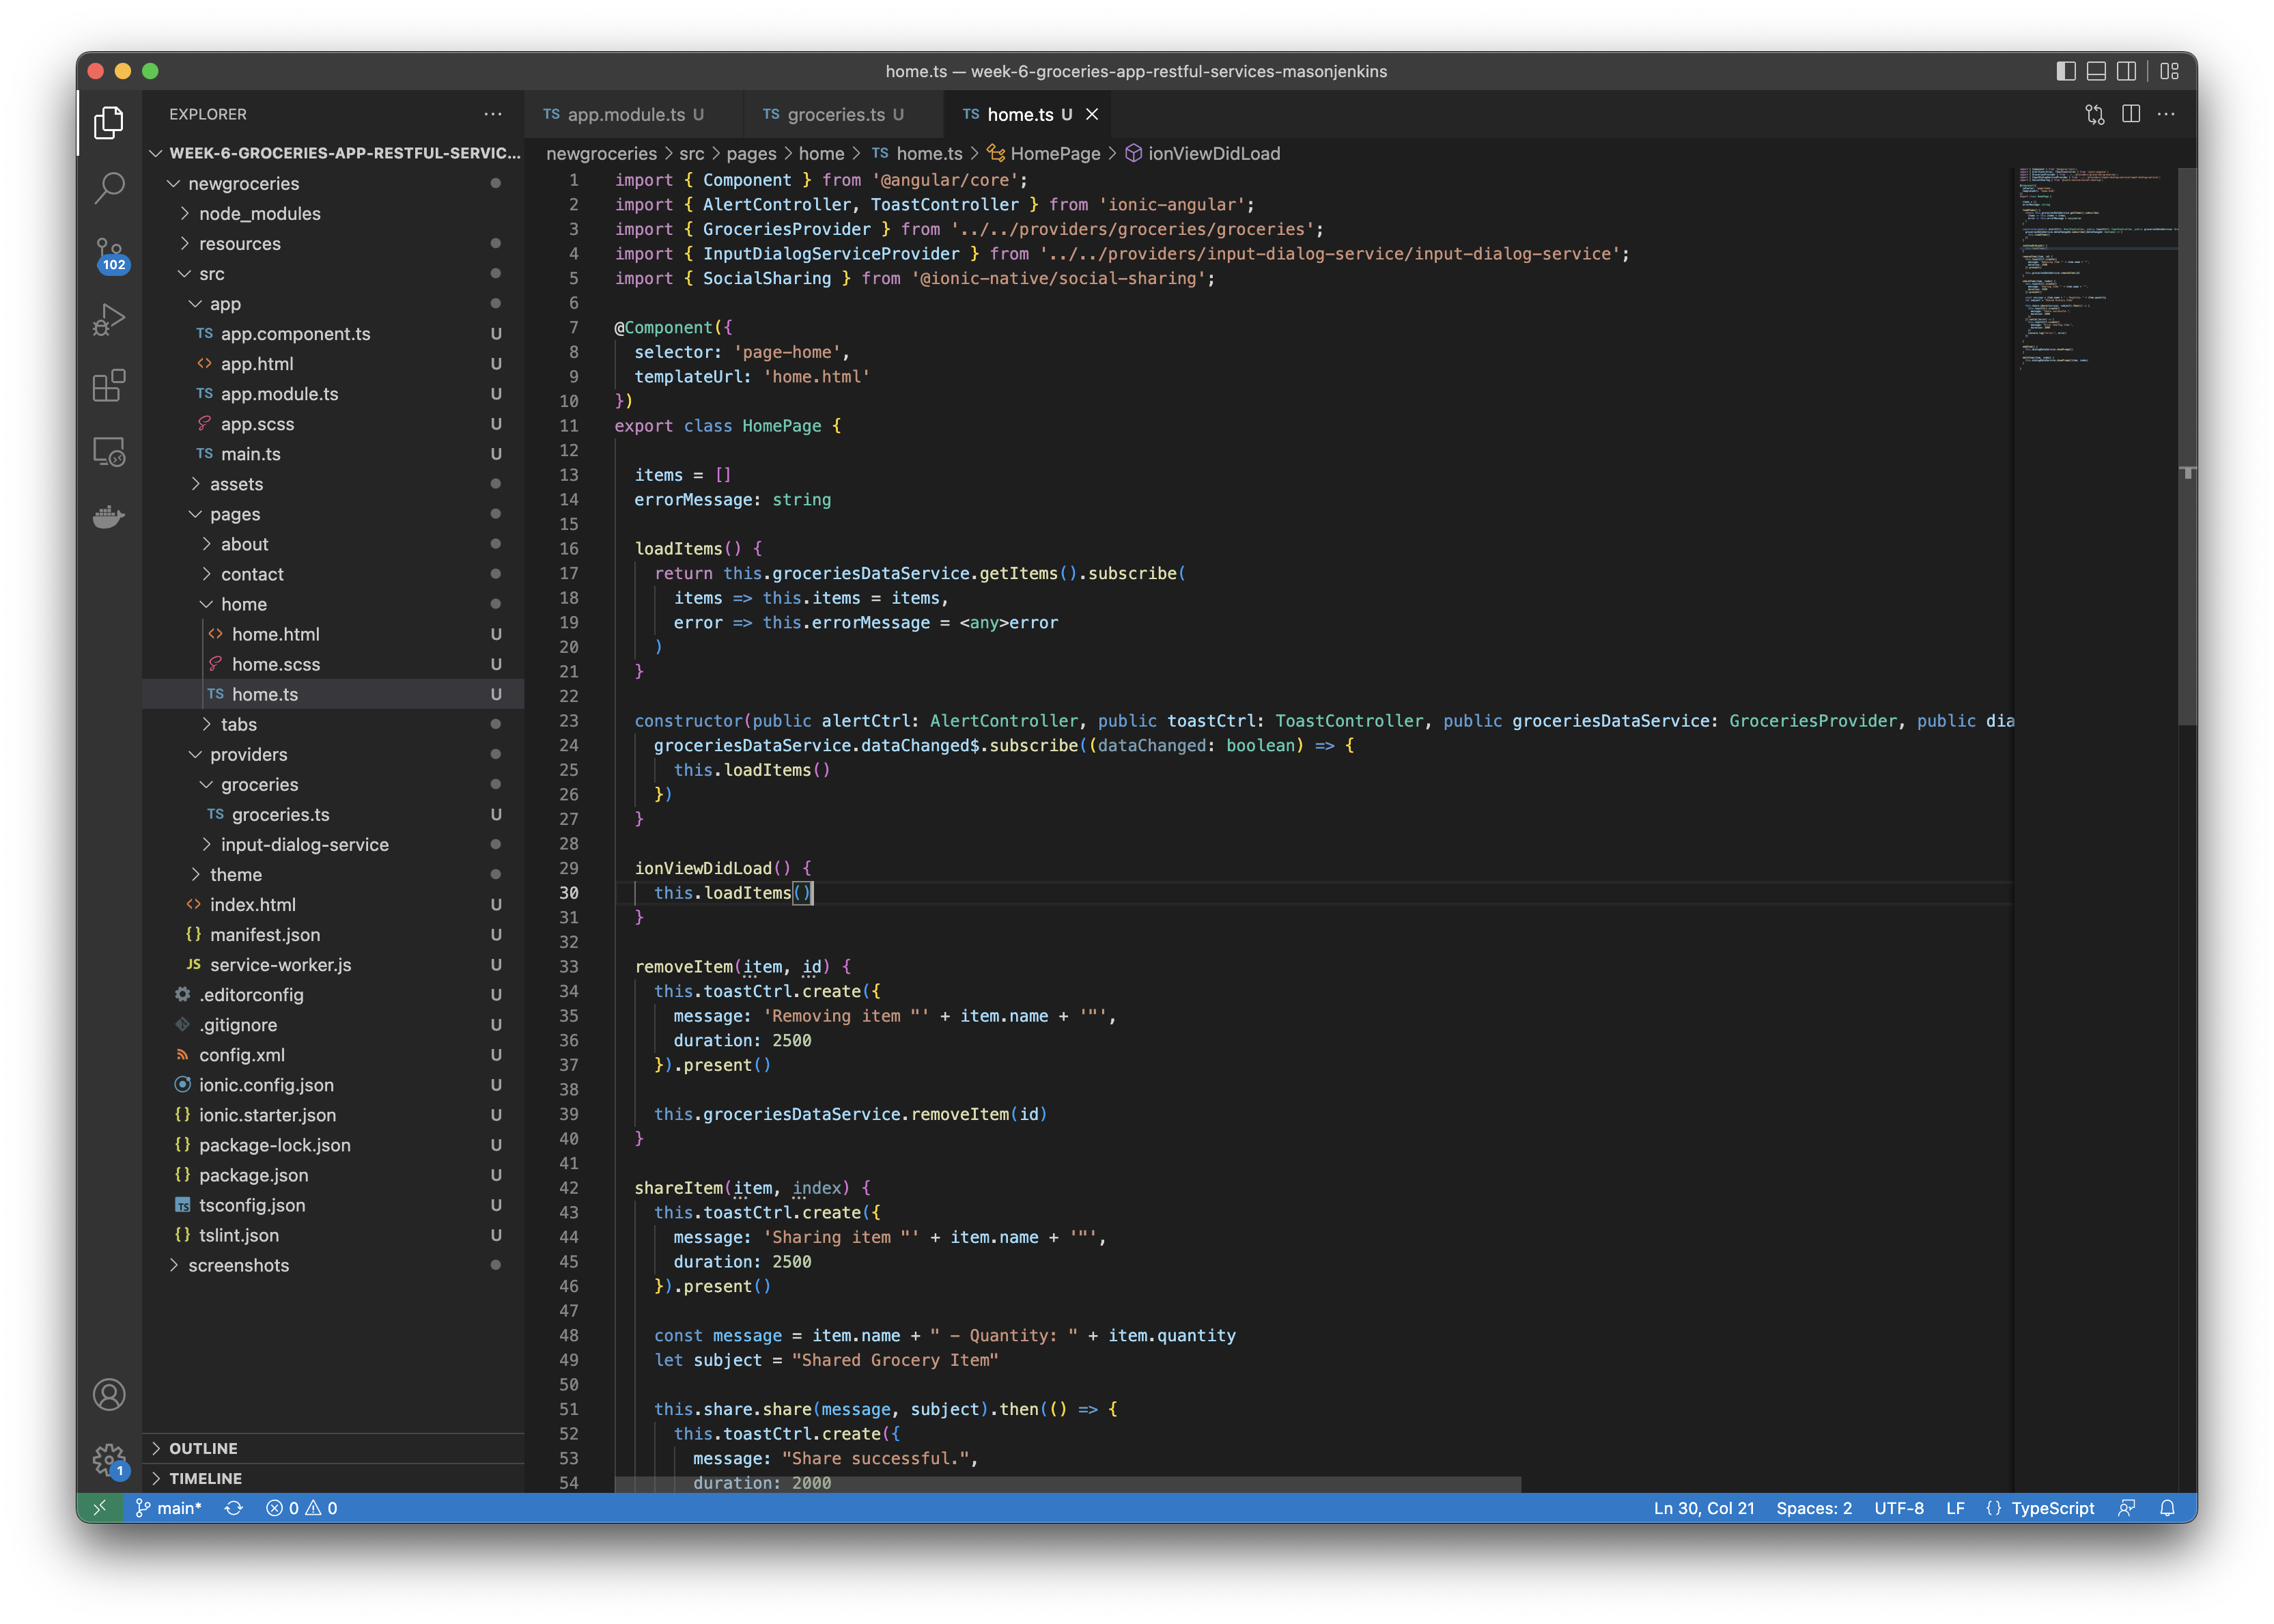 home.ts — week-6-groceries-app-restful-services-masonjenkins
EXPLORER
WEEK-6-GROCERIES-APP-RESTFUL-SERVIC...
newgroceries
node_modules
resources
src
app
TS app.component.ts U
<> app.html U
TS app.module.ts U
app.scss U
TS main.ts U
assets
pages
about
contact
home
<> home.html U
home.scss U
TS home.ts U
tabs
providers
groceries
TS groceries.ts U
input-dialog-service
theme
<> index.html U
{} manifest.json U
JS service-worker.js U
.editorconfig U
.gitignore U
config.xml U
ionic.config.json U
{} ionic.starter.json U
{} package-lock.json U
{} package.json U
TS tsconfig.json U
{} tslint.json U
screenshots
OUTLINE
TIMELINE
102
1
TS app.module.ts U
TS groceries.ts U
TS home.ts U
newgroceries > src > pages > home > TS home.ts > HomePage > ionViewDidLoad
1 import { Component } from '@angular/core';
2 import { AlertController, ToastController } from 'ionic-angular';
3 import { GroceriesProvider } from '../../providers/groceries/groceries';
4 import { InputDialogServiceProvider } from '../../providers/input-dialog-service/input-dialog-service';
5 import { SocialSharing } from '@ionic-native/social-sharing';
6
7 @Component({
8 selector: 'page-home',
9 templateUrl: 'home.html'
10 })
11 export class HomePage {
12
13 items = []
14 errorMessage: string
15
16 loadItems() {
17 return this.groceriesDataService.getItems().subscribe(
18 items => this.items = items,
19 error => this.errorMessage = <any>error
20 )
21 }
22
23 constructor(public alertCtrl: AlertController, public toastCtrl: ToastController, public groceriesDataService: GroceriesProvider, public dia
24 groceriesDataService.dataChanged$.subscribe((dataChanged: boolean) => {
25 this.loadItems()
26 })
27 }
28
29 ionViewDidLoad() {
30 this.loadItems()
31 }
32
33 removeItem(item, id) {
34 this.toastCtrl.create({
35 message: 'Removing item "' + item.name + '"',
36 duration: 2500
37 }).present()
38
39 this.groceriesDataService.removeItem(id)
40 }
41
42 shareItem(item, index) {
43 this.toastCtrl.create({
44 message: 'Sharing item "' + item.name + '"',
45 duration: 2500
46 }).present()
47
48 const message = item.name + " - Quantity: " + item.quantity
49 let subject = "Shared Grocery Item"
50
51 this.share.share(message, subject).then(() => {
52 this.toastCtrl.create({
53 message: "Share successful.",
54 duration: 2000
main* 0 0 Ln 30, Col 21 Spaces: 2 UTF-8 LF {} TypeScript